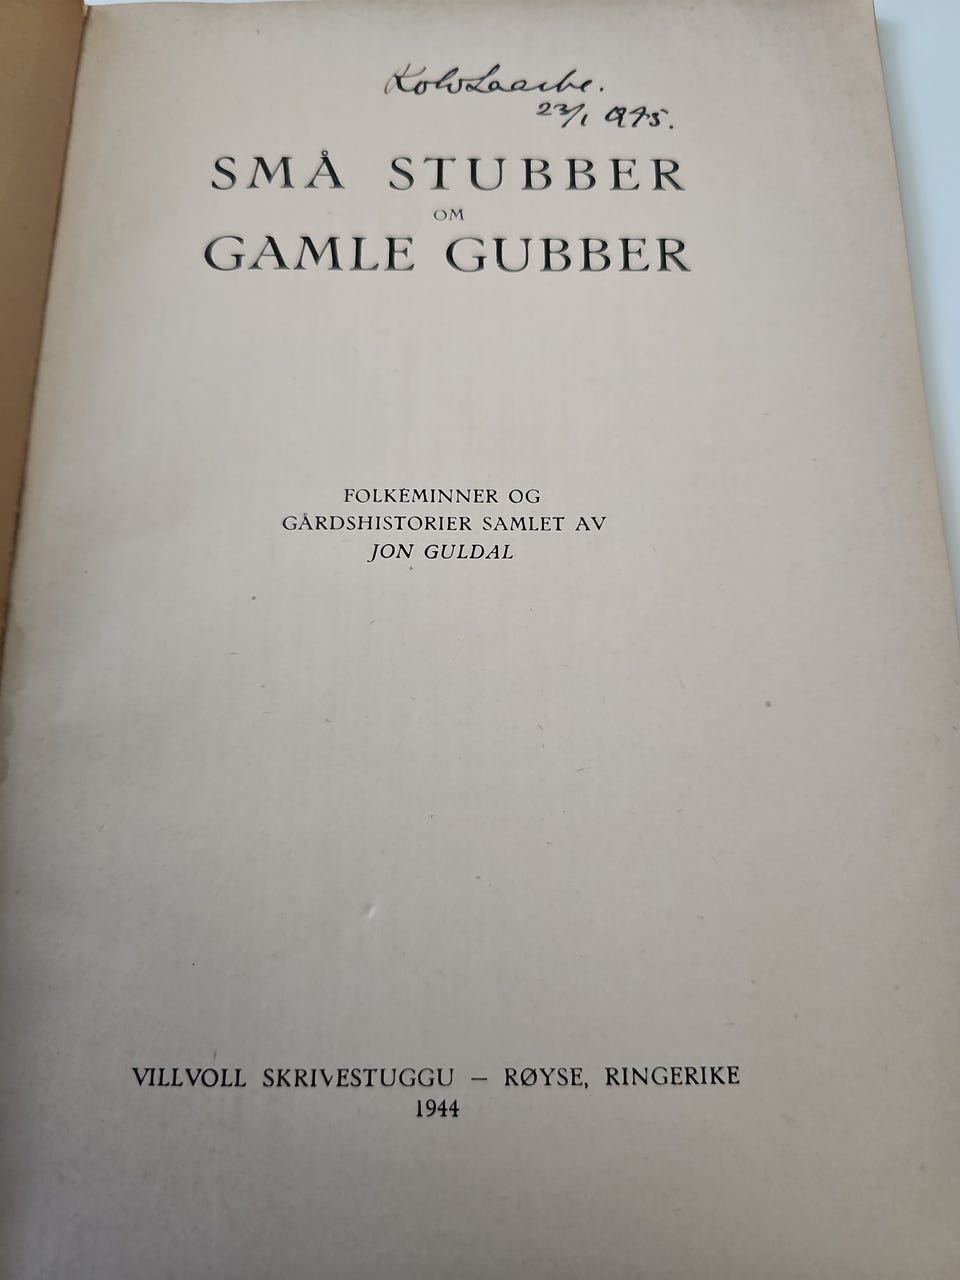 23/1 1975.
SMÅ STUBBER
OM
GAMLE GUBBER
FOLKEMINNER OG
GÅRDSHISTORIER SAMLET AV
JON GULDAL
VILLVOLL SKRIVESTUGGU – RØYSE, RINGERIKE
1944